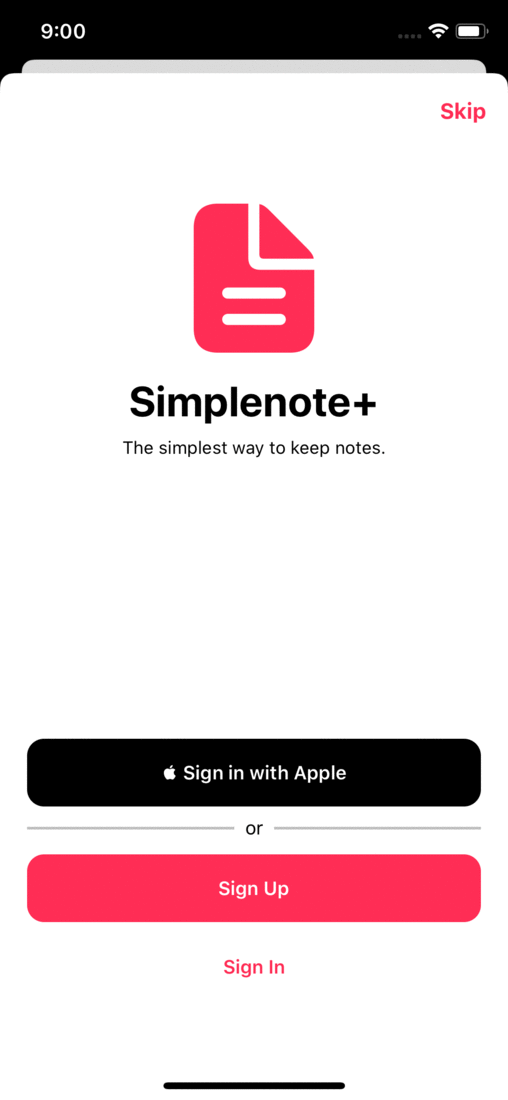 9:00
Skip
Simplenote+
The simplest way to keep notes.
Sign in with Apple
or
Sign Up
Sign In